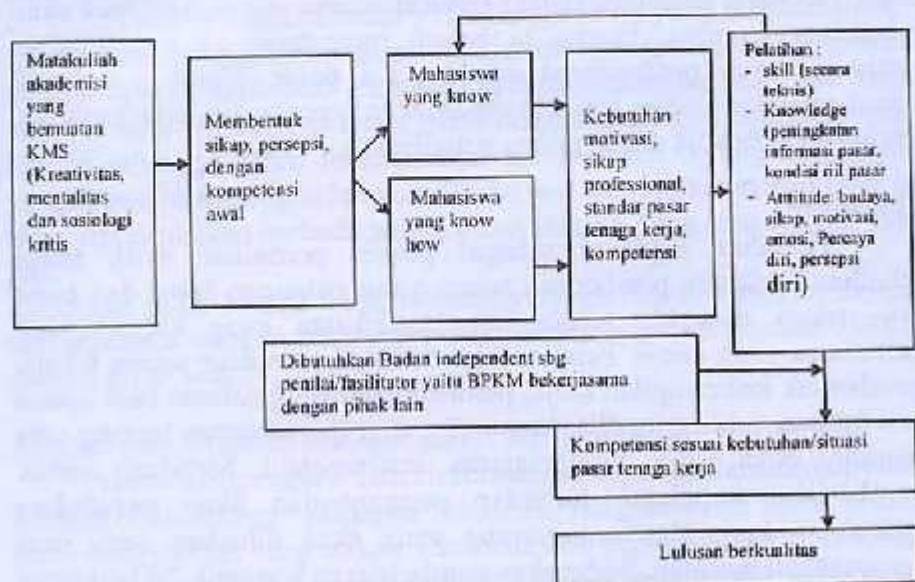 Matakuliah
akademisi
yang
bemuatan
KMS
(Kreativitas,
mentalitas
dan sosiologi
kritis
Membentuk
sikap, persepsi,
dengan
kompetensi
awal
Mahasiswa
yang know
Mahasiswa
yang know
how
Kebutuhan :
motivasi,
sikap
professional,
standar pasar
tenaga kerja,
kompetensi
Pelatihan :
- skill (secara
teknis)
- Knowledge
(peningkatan
informasi pasar,
kondisi riil pasar
- Attitude: budaya,
sikap, motivasi,
emosi, Percaya
diri, persepsi
diri)
Dibutuhkan Badan independent sbg
penilai/fasilitator yaitu BPKM bekerjasama
dengan pihak lain
Kompetensi sesuai kebutuhan/situasi
pasar tenaga kerja
Lulusan berkualitas